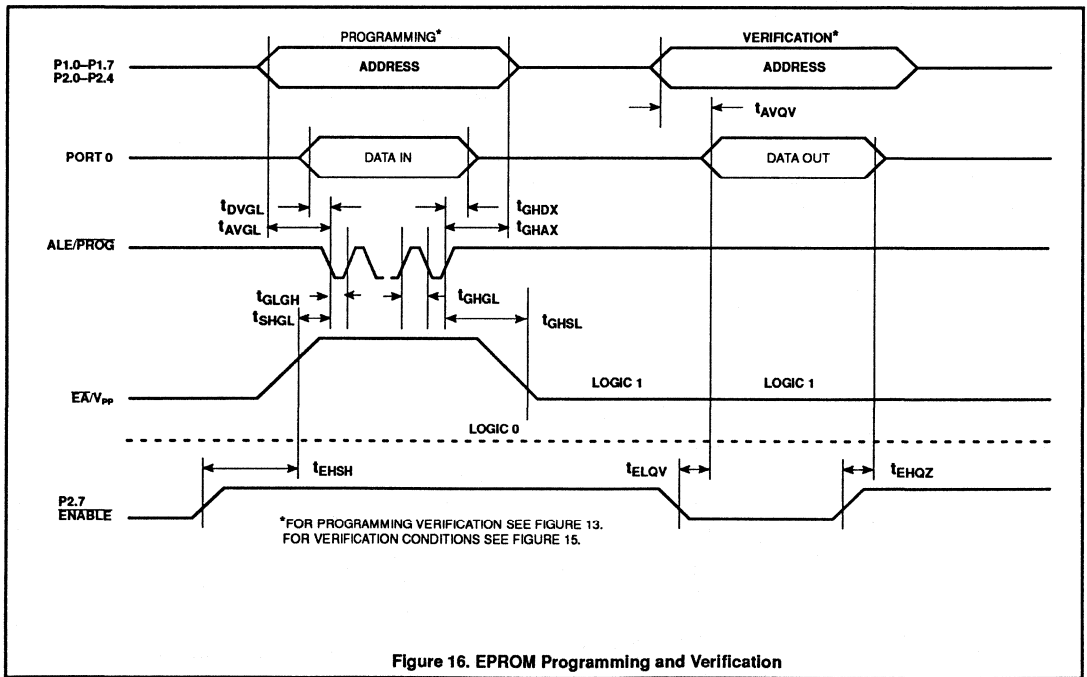 PROGRAMMING*
VERIFICATION*
P1.0–P1.7
P2.0–P2.4
ADDRESS
ADDRESS
tAVQV
PORT 0
DATA IN
DATA OUT
tDVGL
tGHDX
tAVGL
tGHAX
ALE/PROG
tGLGH
tGHGL
tSHGL
tGHSL
LOGIC 1
LOGIC 1
EA/VPP
LOGIC 0
tEHSH
tELQV
tEHQZ
P2.7
ENABLE
*FOR PROGRAMMING VERIFICATION SEE FIGURE 13.
FOR VERIFICATION CONDITIONS SEE FIGURE 15.
Figure 16. EPROM Programming and Verification